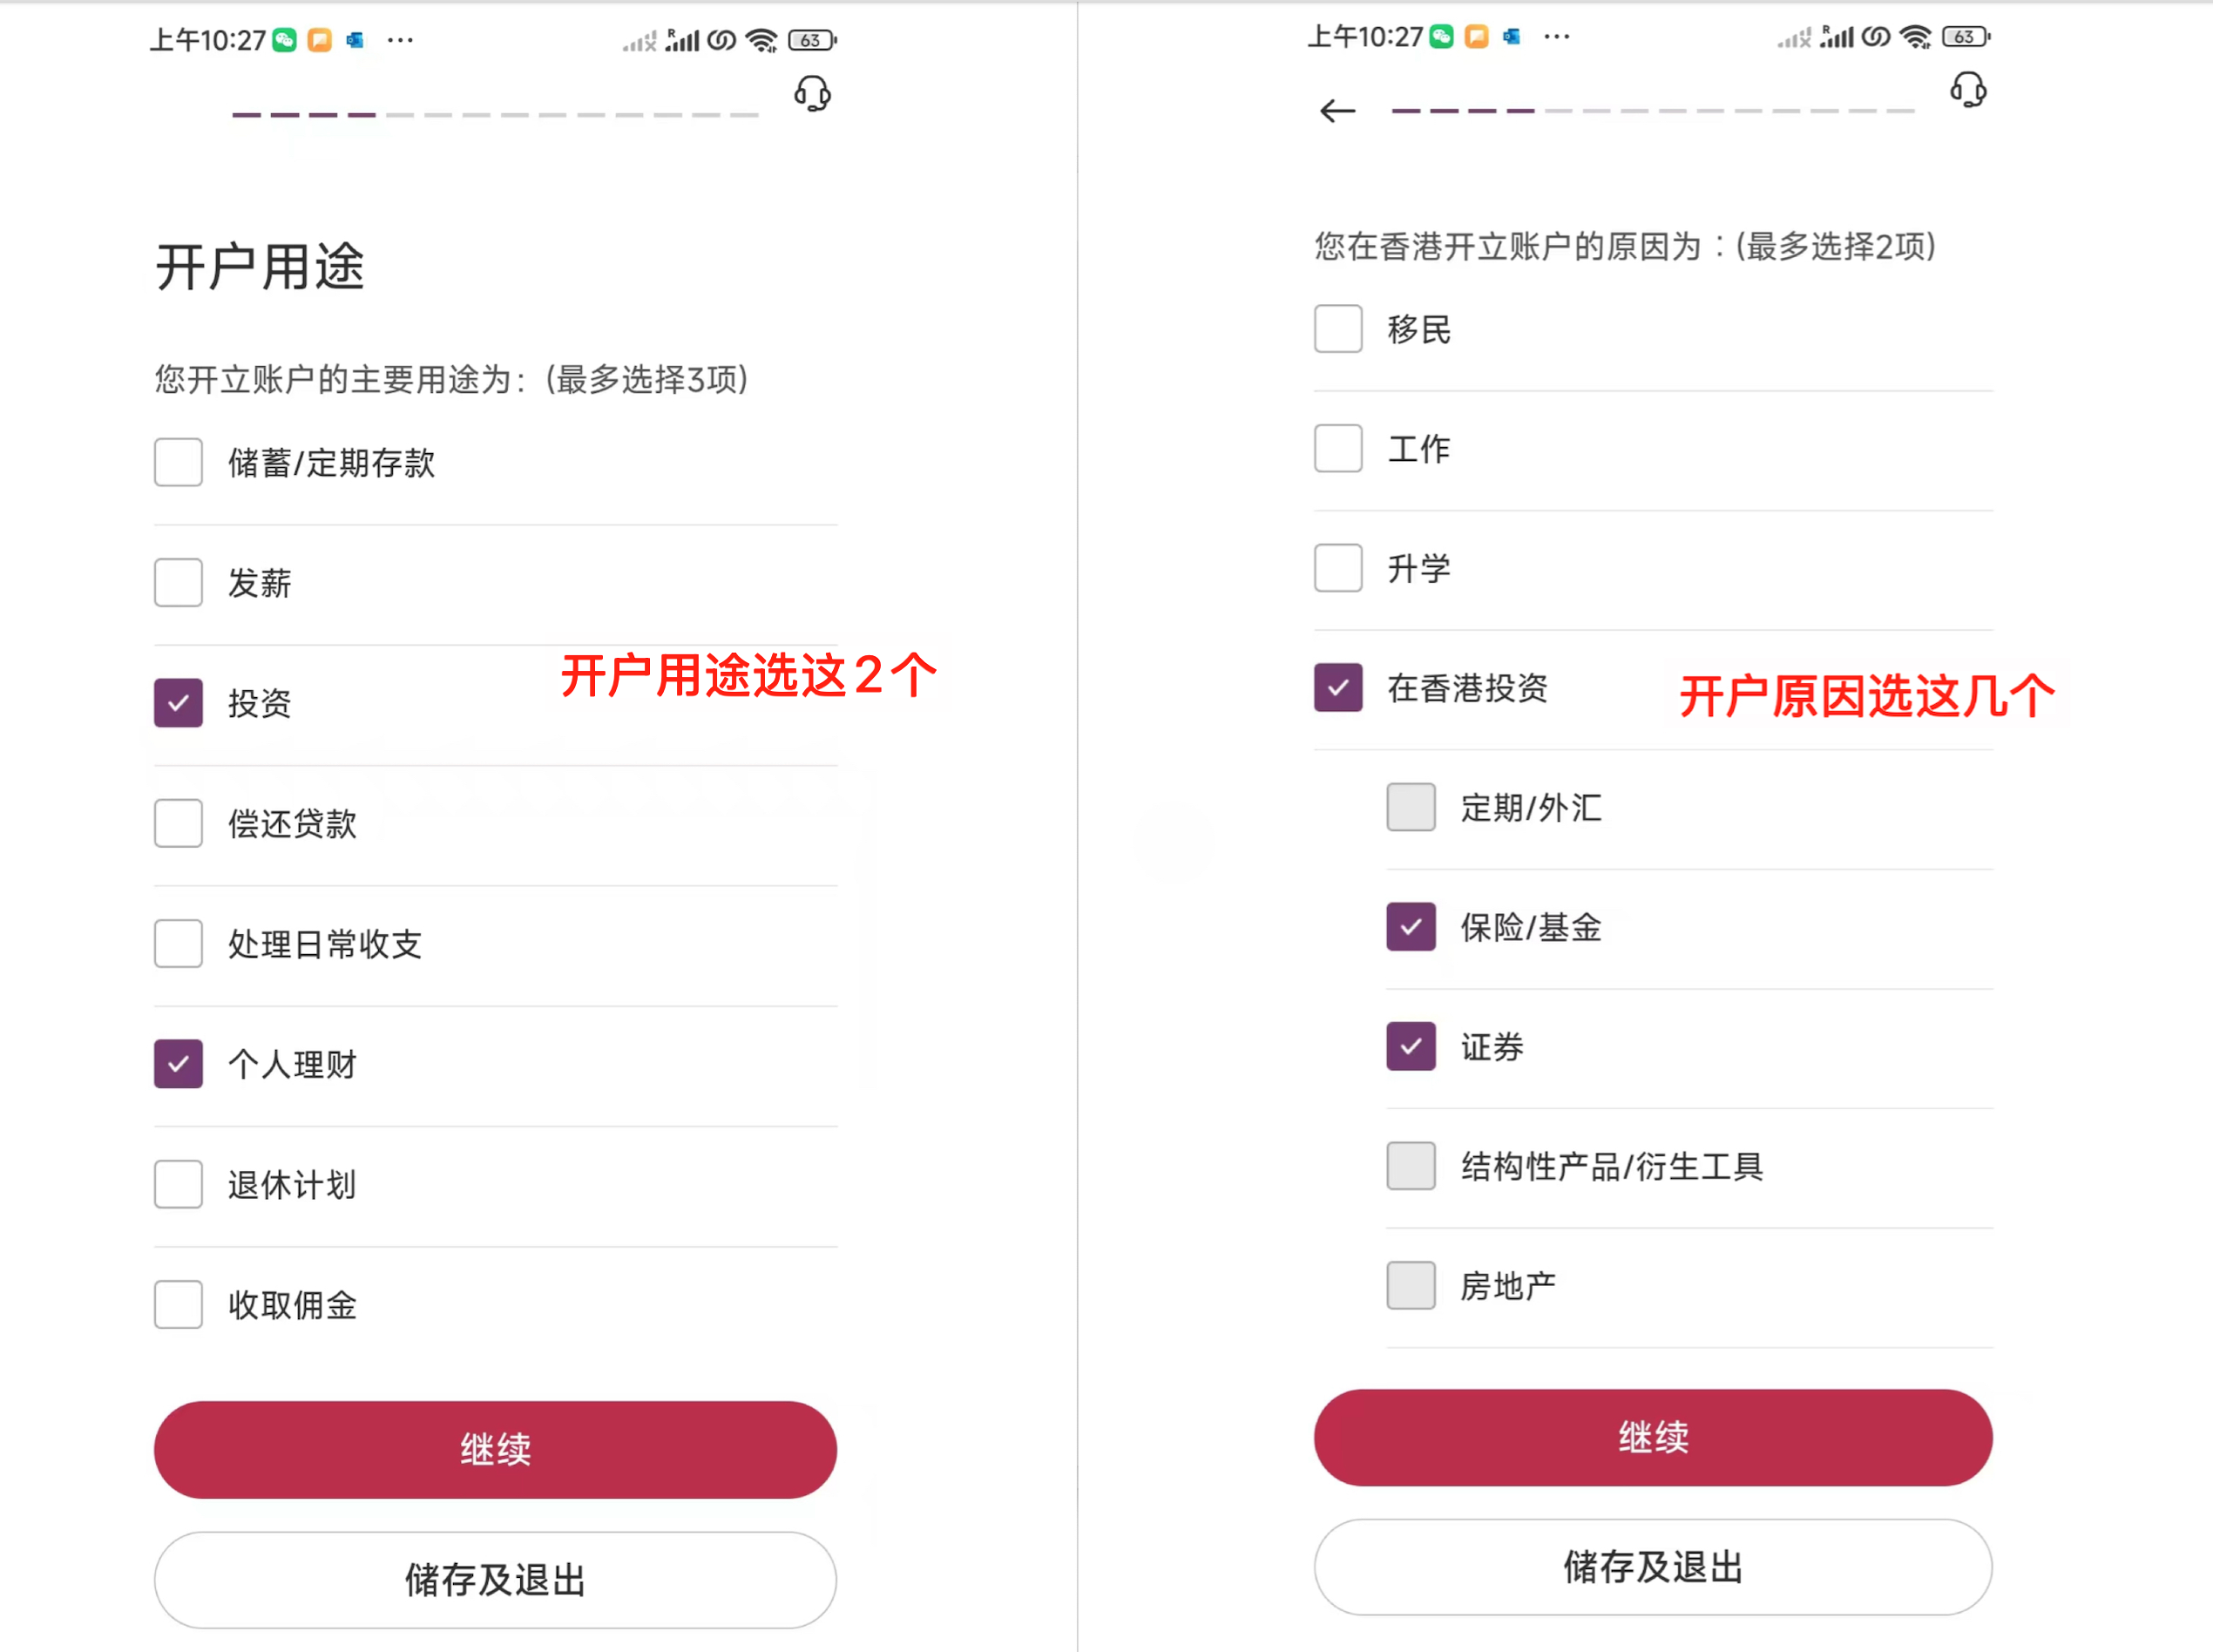 上午10:27
63
开户用途
您开立账户的主要用途为：(最多选择3项)
储蓄/定期存款
发薪
开户用途选这2个
投资
偿还贷款
处理日常收支
个人理财
退休计划
收取佣金
继续
储存及退出
上午10:27
R
63
您在香港开立账户的原因为：(最多选择2项)
移民
工作
升学
在香港投资
开户原因选这几个
定期/外汇
保险/基金
证券
结构性产品/衍生工具
房地产
继续
储存及退出